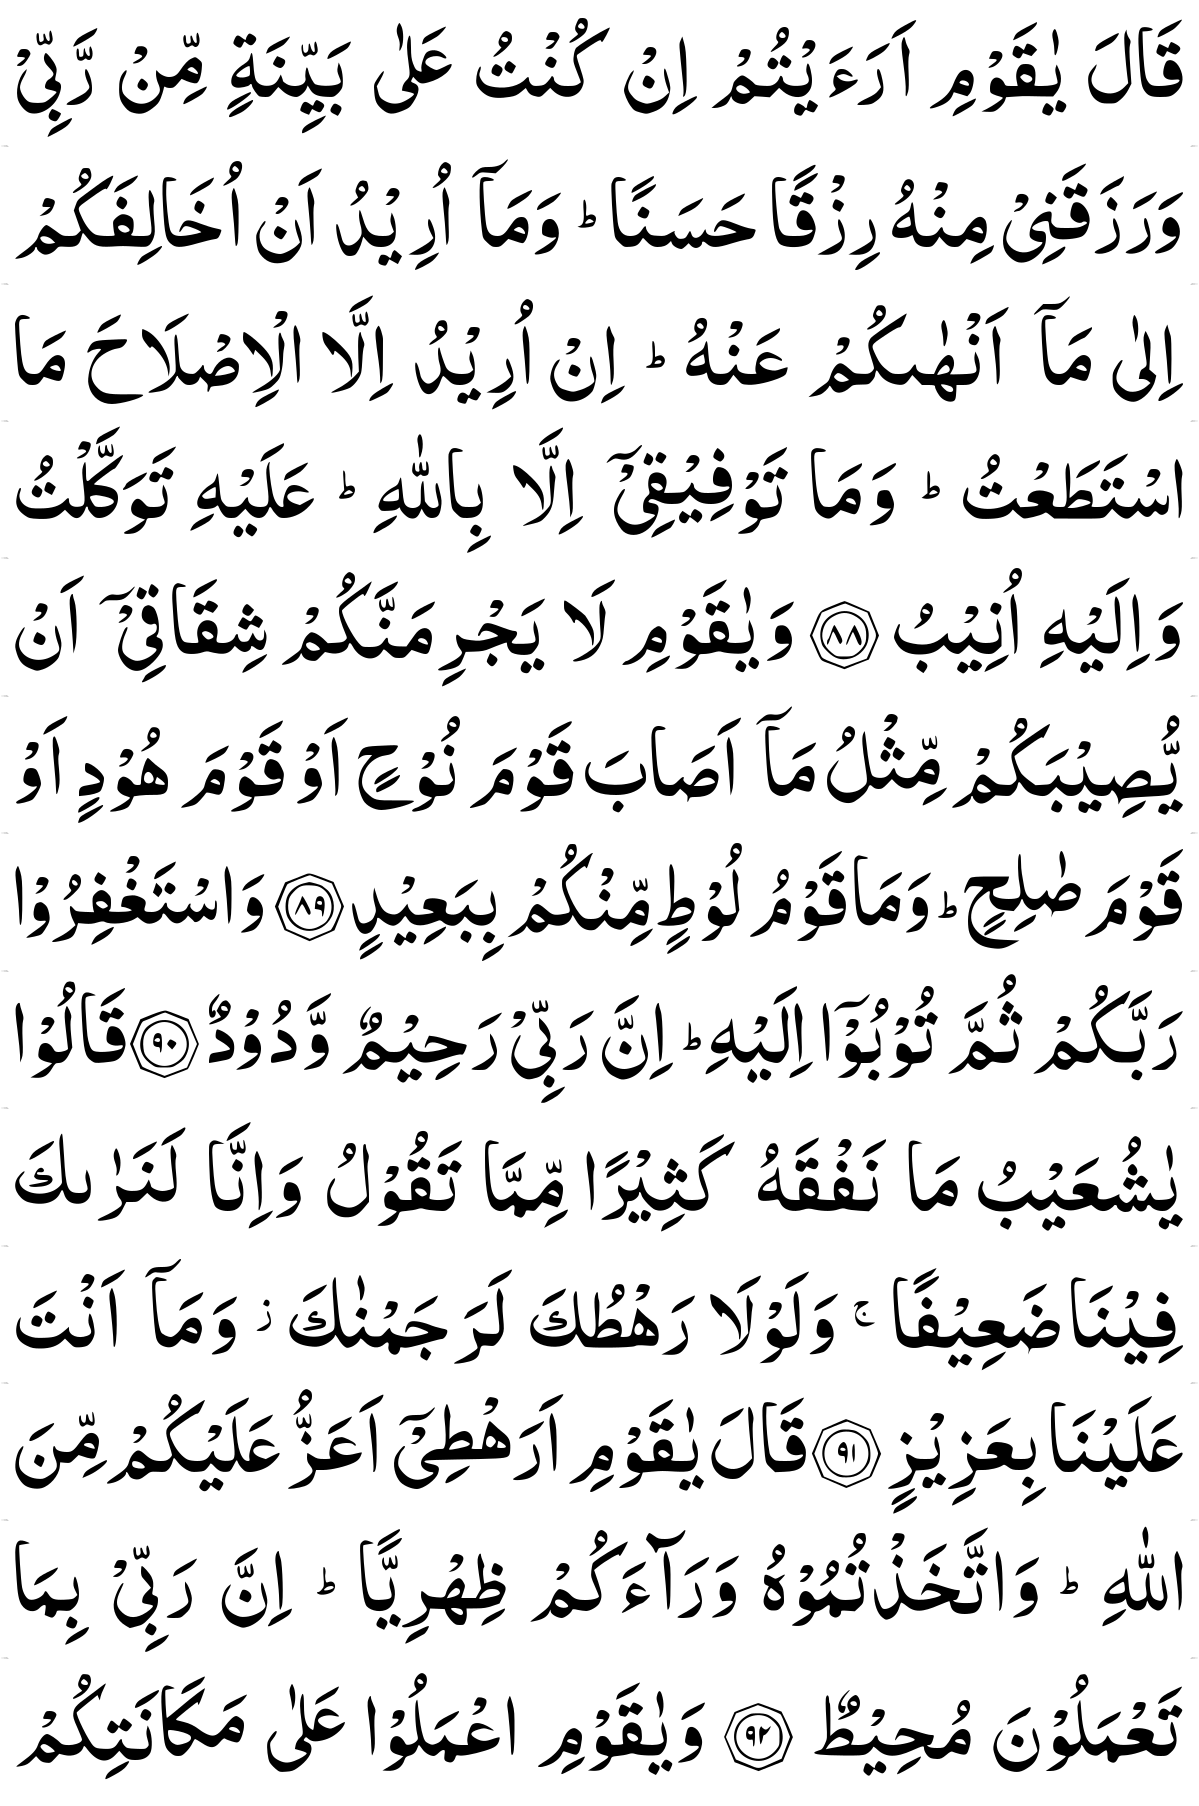 قَالَ يٰقَوۡمِ اَرَءَيۡتُمۡ اِنۡ كُنۡتُ عَلٰى بَيِّنَةٍ مِّنۡ رَّبِّىۡ
وَرَزَقَنِىۡ مِنۡهُ رِزۡقًا حَسَنًا‌ ؕ وَمَاۤ اُرِيۡدُ اَنۡ اُخَالِفَكُمۡ
اِلٰى مَاۤ اَنۡهٰٮكُمۡ عَنۡهُ‌ ؕ اِنۡ اُرِيۡدُ اِلَّا الۡاِصۡلَاحَ مَا
اسۡتَطَعۡتُ‌ ؕ وَمَا تَوۡفِيۡقِىۡۤ اِلَّا بِاللّٰهِ‌ ؕ عَلَيۡهِ تَوَكَّلۡتُ
وَاِلَيۡهِ اُنِيۡبُ ﴿۸۸﴾ وَيٰقَوۡمِ لَا يَجۡرِمَنَّكُمۡ شِقَاقِىۡۤ اَنۡ
يُّصِيۡبَكُمۡ مِّثۡلُ مَاۤ اَصَابَ قَوۡمَ نُوۡحٍ اَوۡ قَوۡمَ هُوۡدٍ اَوۡ
قَوۡمَ صٰلِحٍ‌ ؕ وَمَا قَوۡمُ لُوۡطٍ مِّنۡكُمۡ بِبَعِيۡدٍ ﴿۸۹﴾ وَاسۡتَغۡفِرُوۡا
رَبَّكُمۡ ثُمَّ تُوۡبُوۡۤا اِلَيۡهِ‌ ؕ اِنَّ رَبِّىۡ رَحِيۡمٌ وَّدُوۡدٌ ﴿۹۰﴾ قَالُوۡا
يٰشُعَيۡبُ مَا نَفۡقَهُ كَثِيۡرًا مِّمَّا تَقُوۡلُ وَاِنَّا لَنَرٰٮكَ
فِيۡنَا ضَعِيۡفًا‌ ۚ وَلَوۡلَا رَهۡطُكَ لَرَجَمۡنٰكَ‌ ۛ وَمَاۤ اَنۡتَ
عَلَيۡنَا بِعَزِيۡزٍ ﴿۹۱﴾ قَالَ يٰقَوۡمِ اَرَهۡطِىۡۤ اَعَزُّ عَلَيۡكُمۡ مِّنَ
اللّٰهِ ؕ وَاتَّخَذۡتُمُوۡهُ وَرَآءَكُمۡ ظِهۡرِيًّا‌ ؕ اِنَّ رَبِّىۡ بِمَا
تَعۡمَلُوۡنَ مُحِيۡطٌ ﴿۹۲﴾ وَيٰقَوۡمِ اعۡمَلُوۡا عَلٰى مَكَانَتِكُمۡ